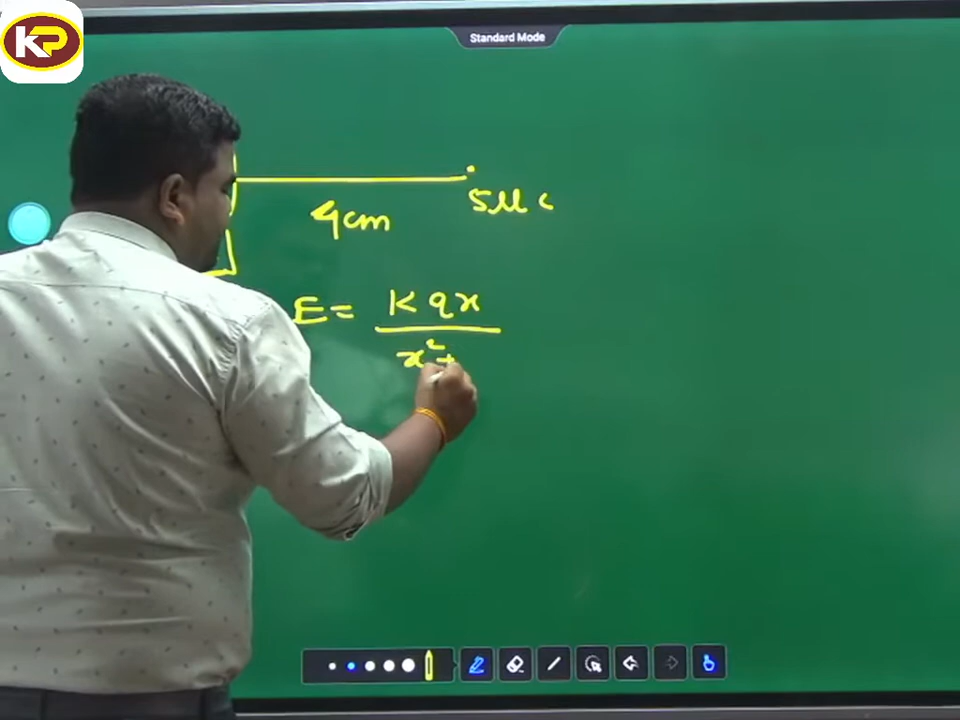 KP
Standard Mode
5μc
4cm
E = Kqx
x² +